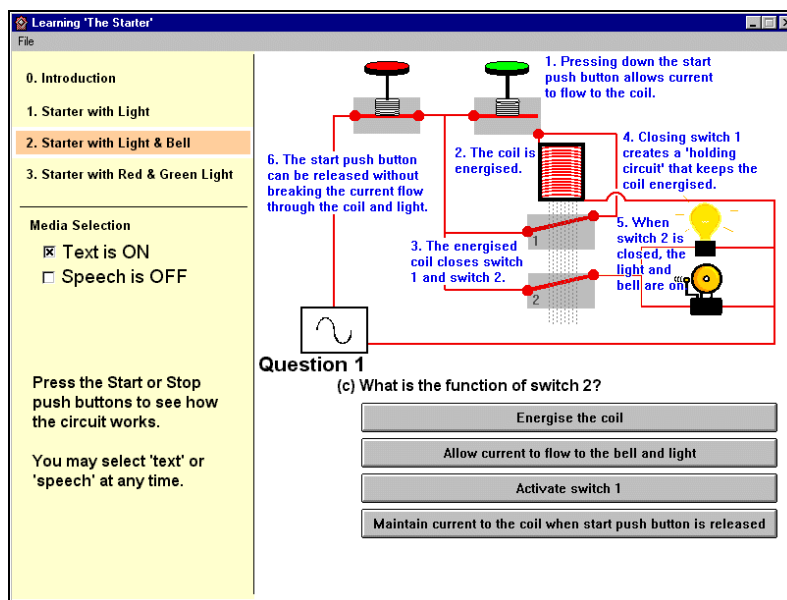 Learning 'The Starter'
File
0. Introduction
1. Starter with Light
2. Starter with Light & Bell
3. Starter with Red & Green Light
Media Selection
Text is ON
Speech is OFF
Press the Start or Stop
push buttons to see how
the circuit works.
You may select 'text' or
'speech' at any time.
1. Pressing down the start
push button allows current
to flow to the coil.
2. The coil is
energised.
3. The energised
coil closes switch
1 and switch 2.
4. Closing switch 1
creates a 'holding
circuit' that keeps the
coil energised.
5. When
switch 2 is
closed, the
light and
bell are on
6. The start push button
can be released without
breaking the current flow
through the coil and light.
1
2
Question 1
(c) What is the function of switch 2?
Energise the coil
Allow current to flow to the bell and light
Activate switch 1
Maintain current to the coil when start push button is released